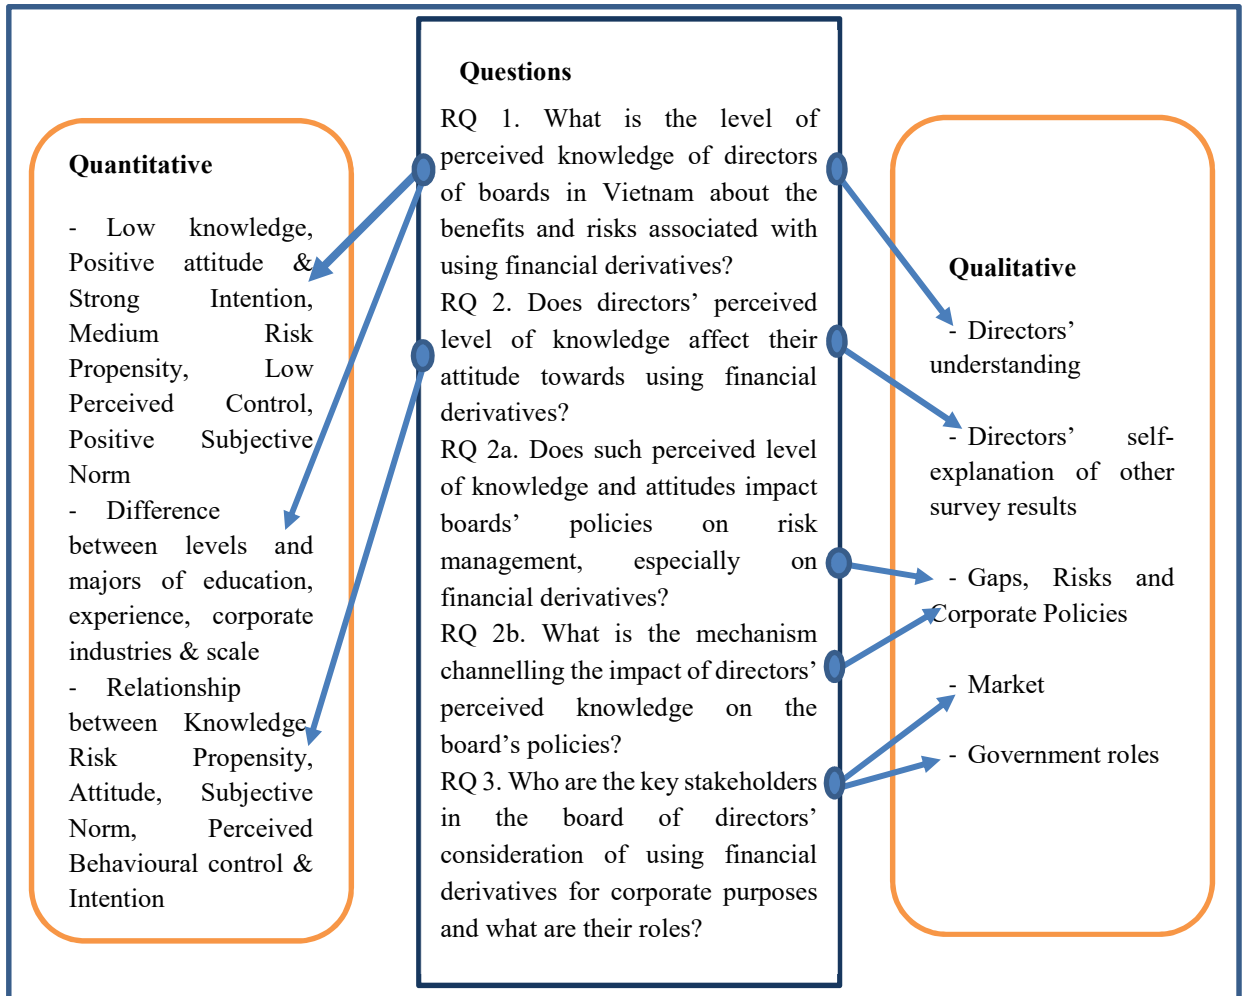 Quantitative
- Low knowledge,
Positive attitude &
Strong Intention,
Medium Risk
Propensity, Low
Perceived Control,
Positive Subjective
Norm
- Difference
between levels and
majors of education,
experience, corporate
industries & scale
- Relationship
between Knowledge,
Risk Propensity,
Attitude, Subjective
Norm, Perceived
Behavioural control &
Intention
Questions
RQ 1. What is the level of
perceived knowledge of directors
of boards in Vietnam about the
benefits and risks associated with
using financial derivatives?
RQ 2. Does directors’ perceived
level of knowledge affect their
attitude towards using financial
derivatives?
RQ 2a. Does such perceived level
of knowledge and attitudes impact
boards’ policies on risk
management, especially on
financial derivatives?
RQ 2b. What is the mechanism
channelling the impact of directors’
perceived knowledge on the
board’s policies?
RQ 3. Who are the key stakeholders
in the board of directors’
consideration of using financial
derivatives for corporate purposes
and what are their roles?
Qualitative
- Directors’
understanding
- Directors’ self-
explanation of other
survey results
- Gaps, Risks and
Corporate Policies
- Market
- Government roles